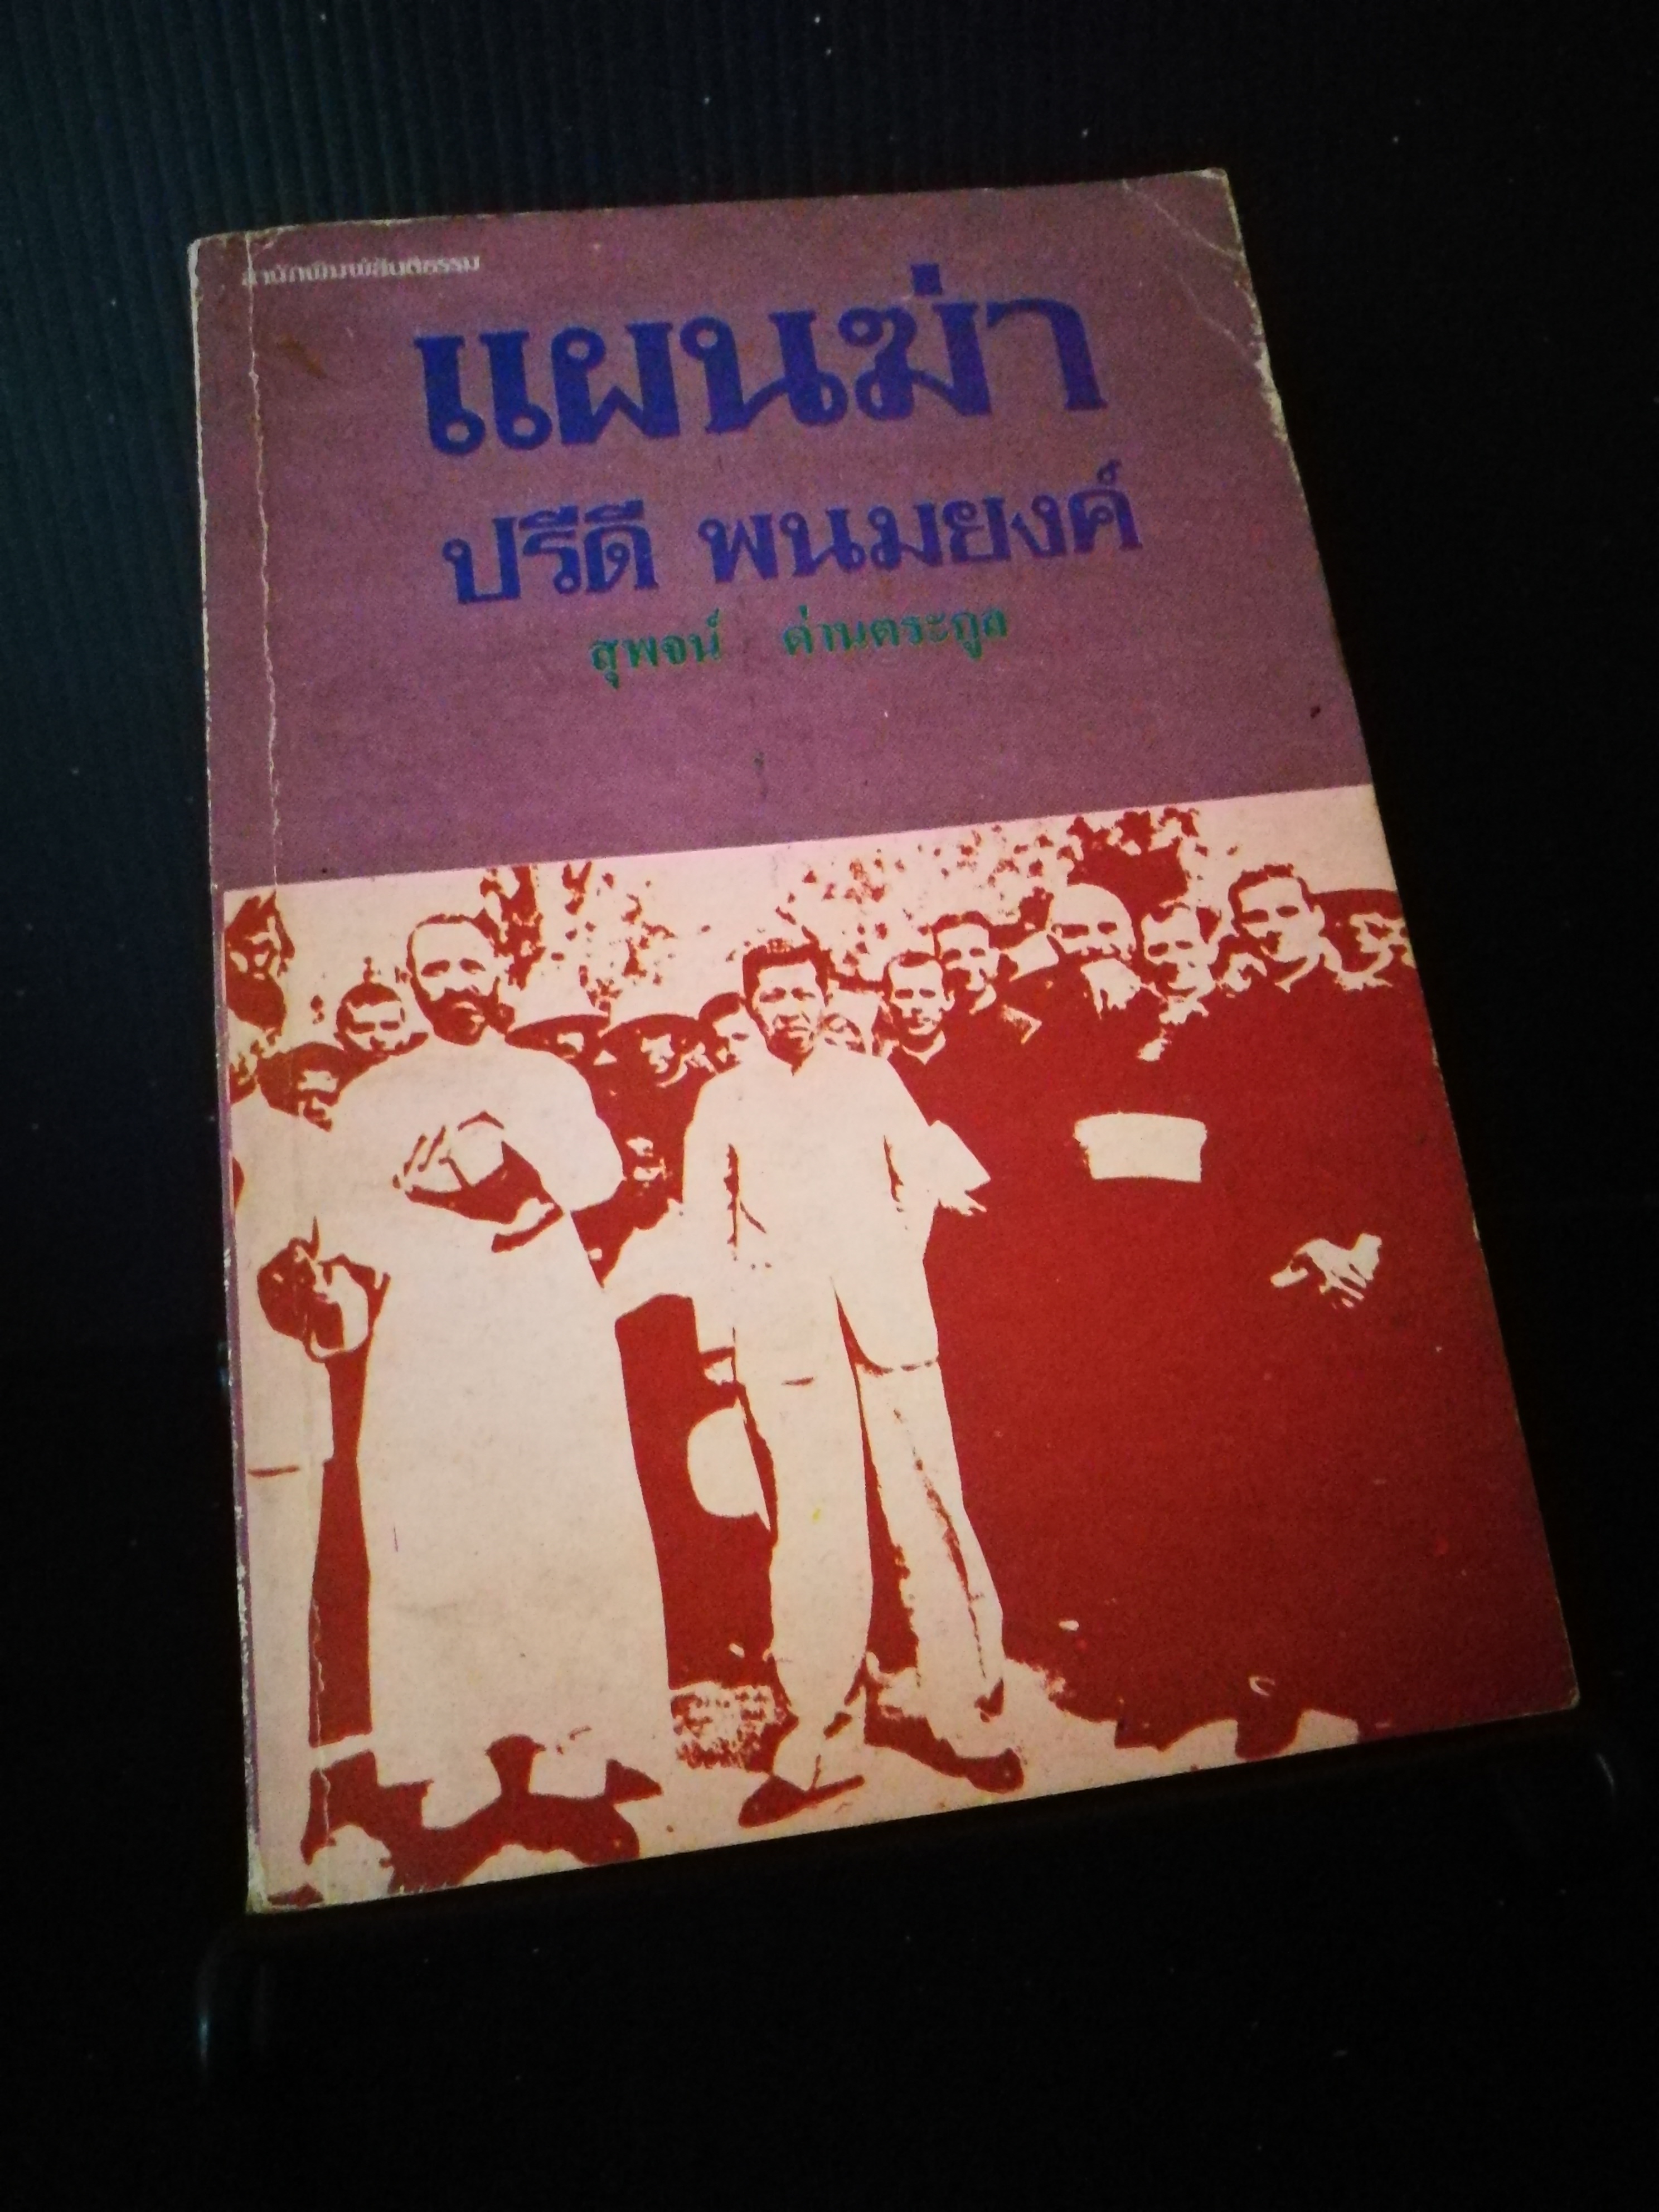 สำนักพิมพ์สันติธรรม
แผนฆ่า
ปรีดี พนมยงค์
สุพจน์ ด่านตระกูล